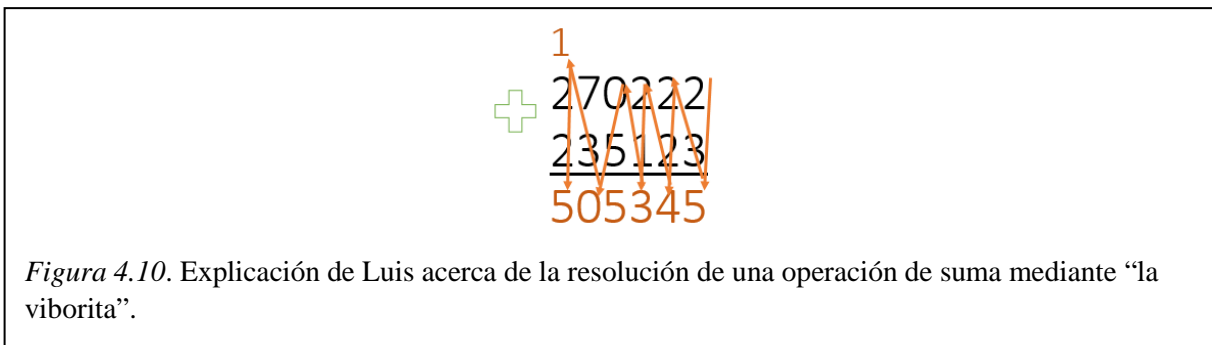 1
270222
235123
505345
Figura 4.10. Explicación de Luis acerca de la resolución de una operación de suma mediante “la
viborita”.